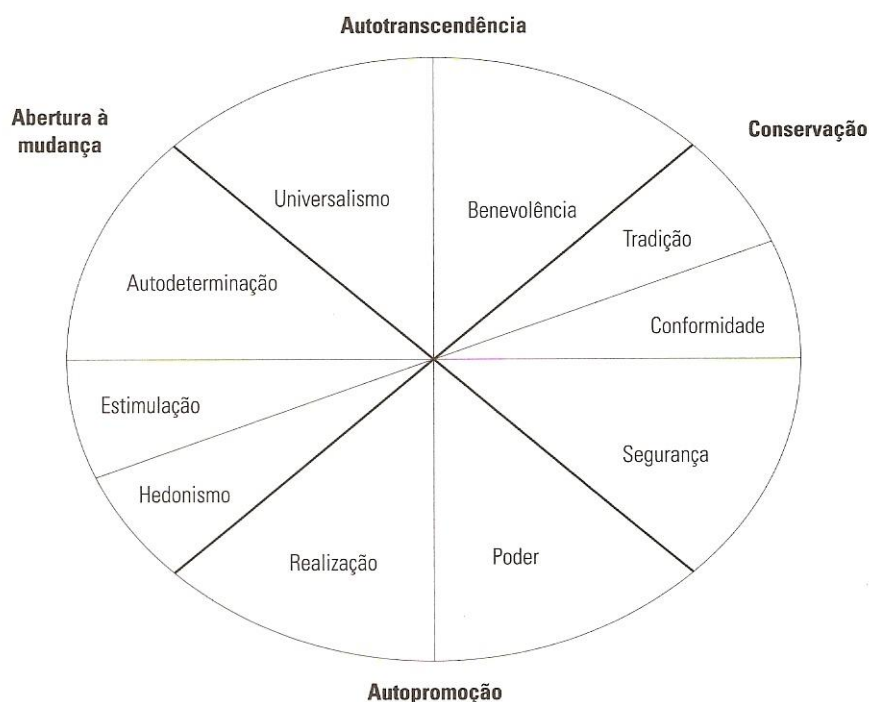 Autotranscendência
Abertura à
mudança
Conservação
Universalismo
Benevolência
Tradição
Autodeterminação
Conformidade
Estimulação
Segurança
Hedonismo
Realização
Poder
Autopromoção